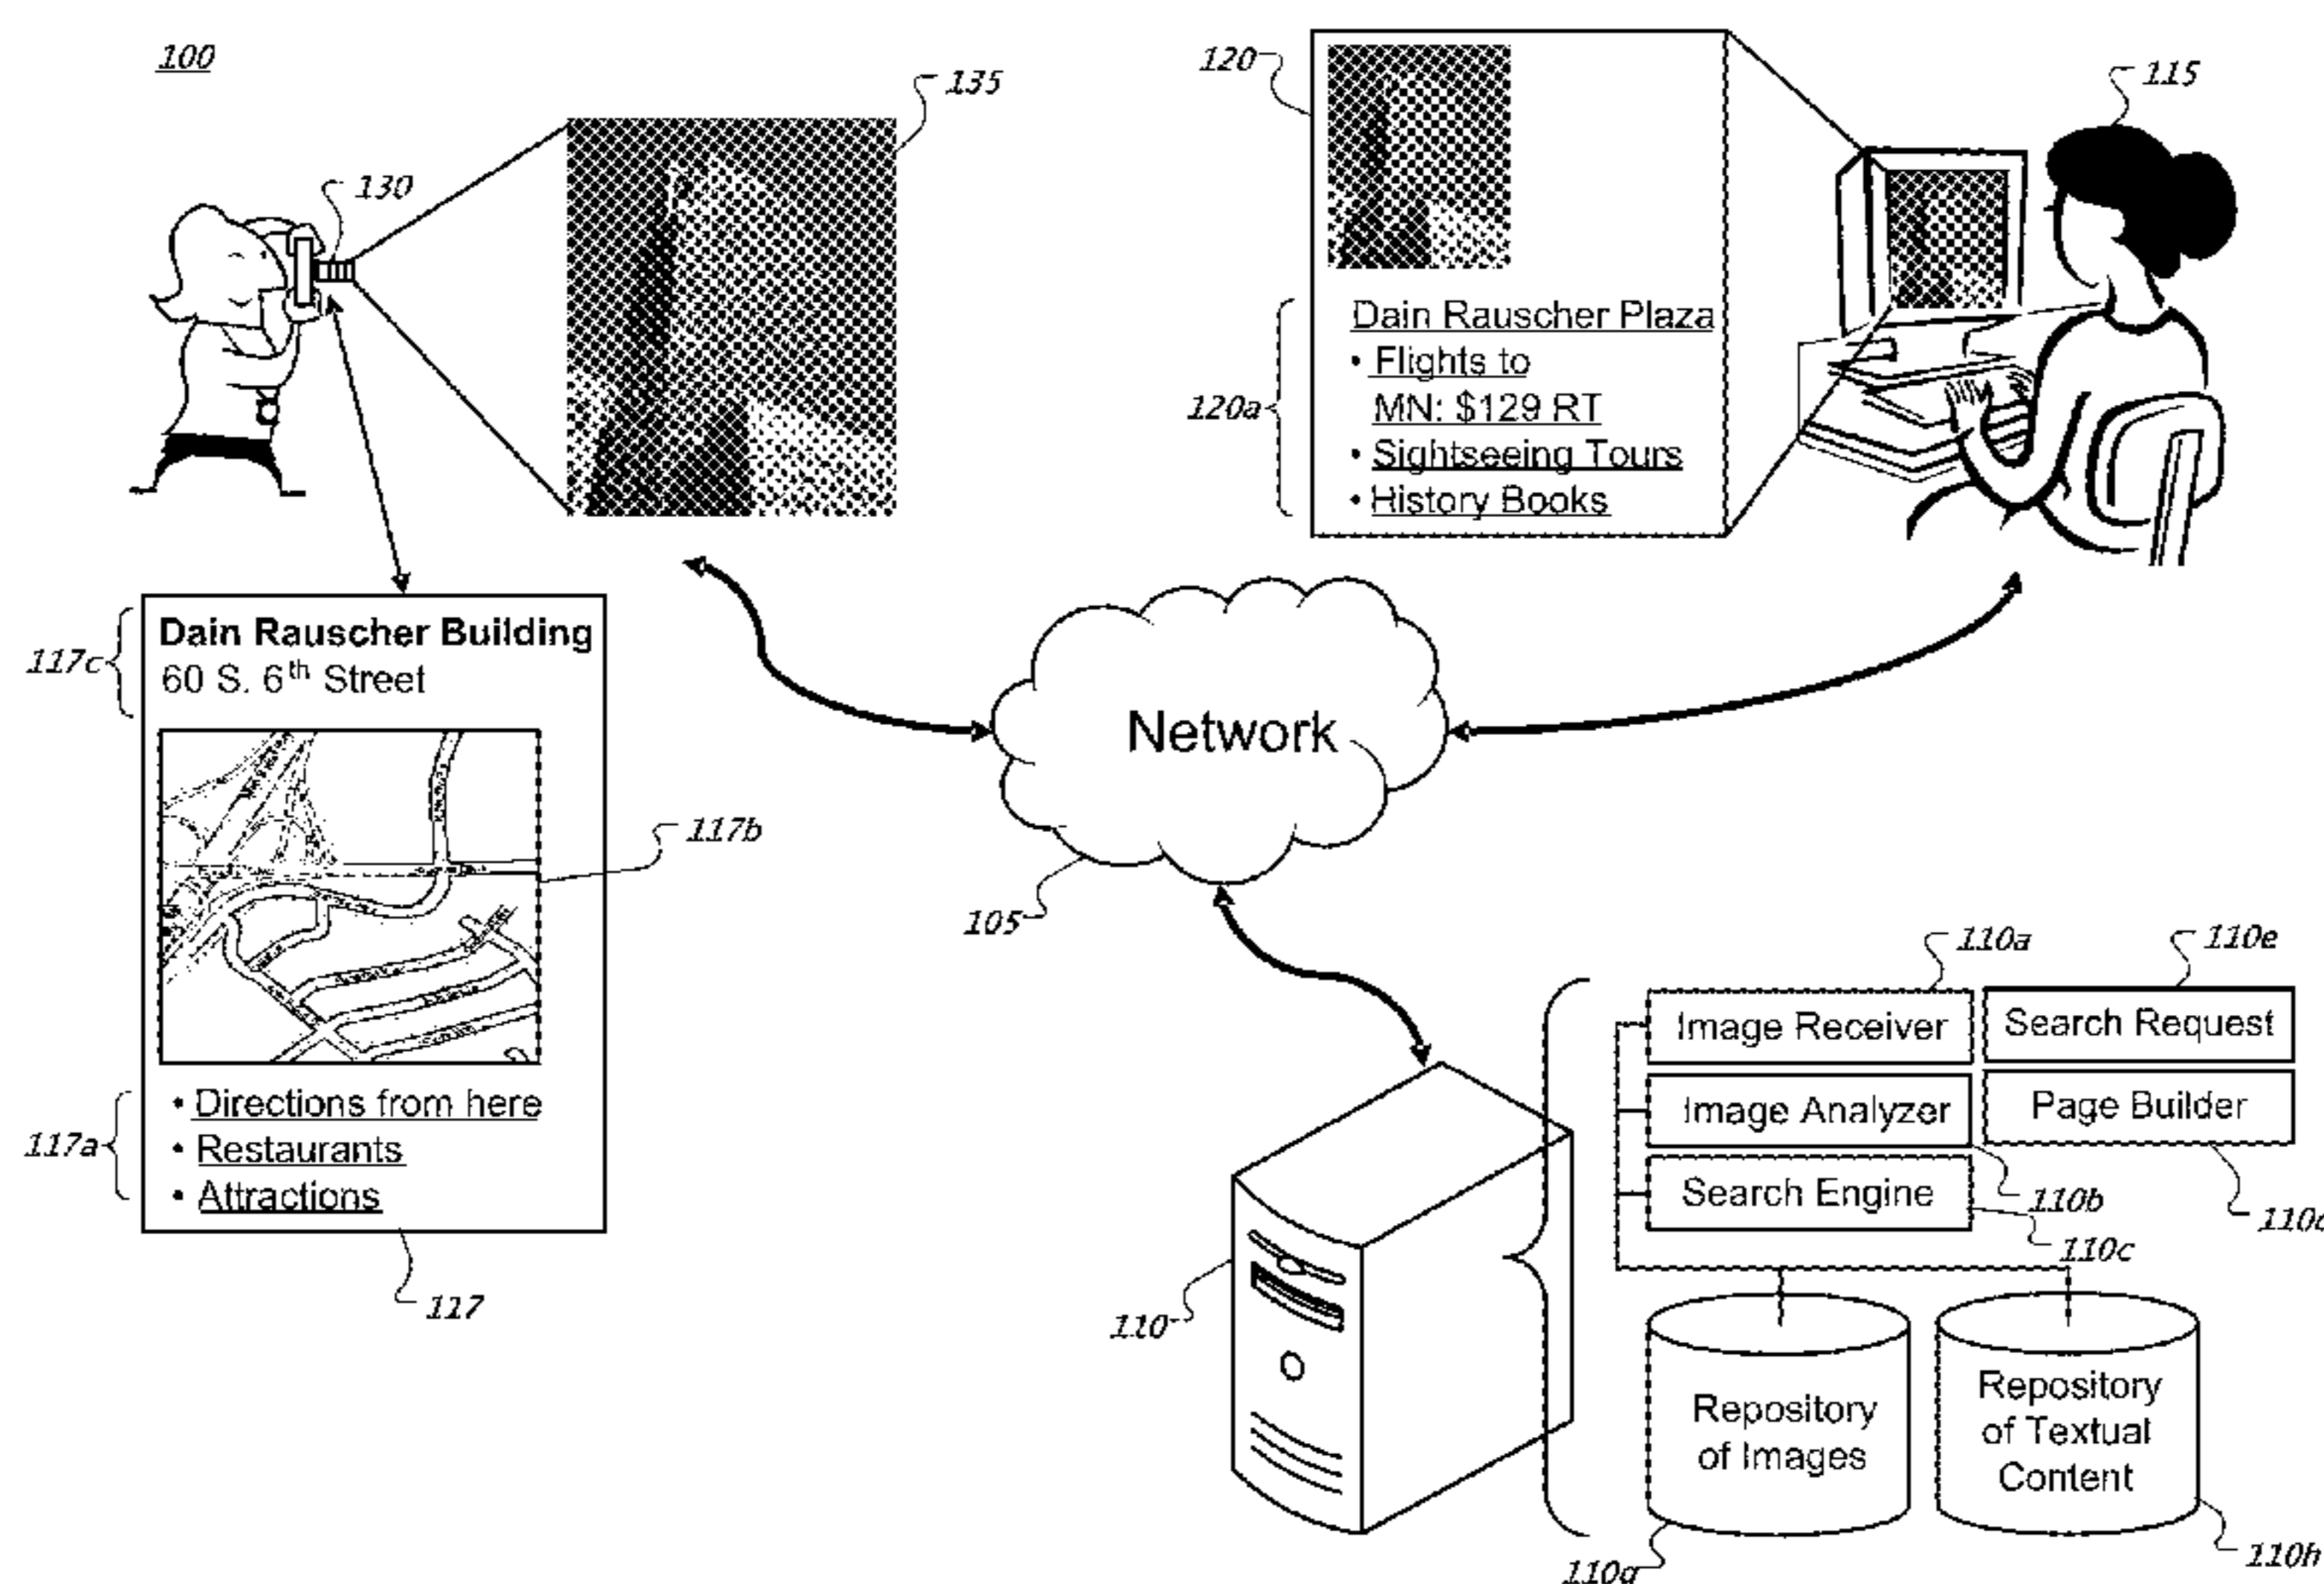 100
135
130
120
115
Dain Rauscher Plaza
• Flights to
MN: $129 RT
• Sightseeing Tours
• History Books
120a
117c
Dain Rauscher Building
60 S. 6th Street
117b
• Directions from here
• Restaurants
• Attractions
117a
117
Network
105
110
110a
110e
Image Receiver
Search Request
Image Analyzer
Page Builder
Search Engine
110b
110c
Repository
of Images
Repository
of Textual
Content
110g
110h